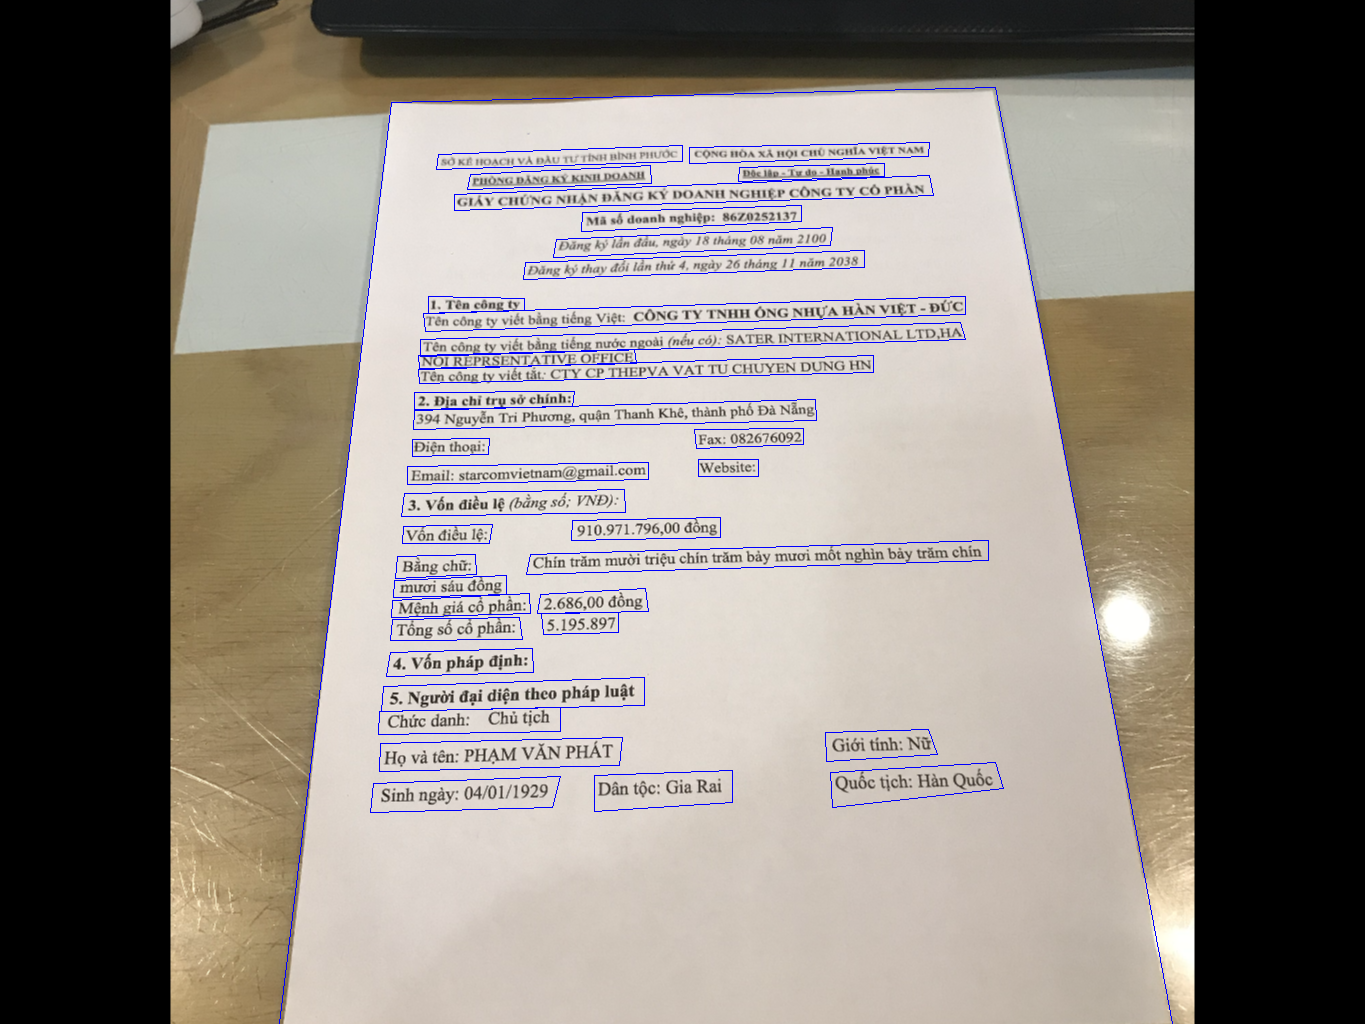 SỞ KẾ HOẠCH VÀ ĐẦU TƯ TỈNH BÌNH PHƯỚC
CỘNG HÒA XÃ HỘI CHỦ NGHĨA VIỆT NAM
PHÒNG ĐĂNG KÝ KINH DOANH
Độc lập - Tự do - Hạnh phúc
GIẤY CHỨNG NHẬN ĐĂNG KÝ DOANH NGHIỆP CÔNG TY CỔ PHẦN
Mã số doanh nghiệp: 86Z0252137
Đăng ký lần đầu, ngày 18 tháng 08 năm 2100
Đăng ký thay đổi lần thứ 4, ngày 26 tháng 11 năm 2038
1. Tên công ty
Tên công ty viết bằng tiếng Việt: CÔNG TY TNHH ỐNG NHỰA HÀN VIỆT - ĐỨC
Tên công ty viết bằng tiếng nước ngoài (nếu có): SATER INTERNATIONAL LTD,HA
NOI REPRSENTATIVE OFFICE
Tên công ty viết tắt: CTY CP THEPVA VAT TU CHUYEN DUNG HN
2. Địa chỉ trụ sở chính:
394 Nguyễn Tri Phương, quận Thanh Khê, thành phố Đà Nẵng
Điện thoại:
Fax: 082676092
Email: starcomvietnam@gmail.com
Website:
3. Vốn điều lệ (bằng số; VNĐ):
Vốn điều lệ:
910.971.796,00 đồng
Bằng chữ:
Chín trăm mười triệu chín trăm bảy mươi mốt nghìn bảy trăm chín
mươi sáu đồng
Mệnh giá cổ phần:
2.686,00 đồng
Tổng số cổ phần:
5.195.897
4. Vốn pháp định:
5. Người đại diện theo pháp luật
Chức danh: Chủ tịch
Họ và tên: PHẠM VĂN PHÁT
Giới tính: Nữ
Sinh ngày: 04/01/1929
Dân tộc: Gia Rai
Quốc tịch: Hàn Quốc